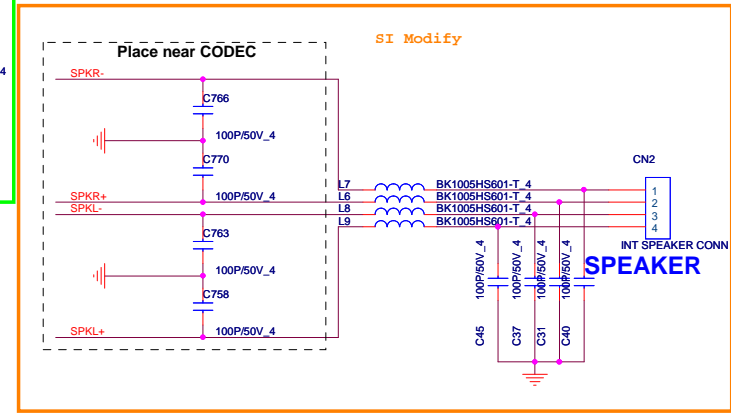 SI Modify
Place near CODEC
4
SPKR-
C766
100P/50V_4
C770
SPKR+ 100P/50V_4
SPKL-
C763
100P/50V_4
C758
SPKL+ 100P/50V_4
L7 BK1005HS601-T_4
L6 BK1005HS601-T_4
L8 BK1005HS601-T_4
L9 BK1005HS601-T_4
CN2
1
2
3
4
INT SPEAKER CONN
SPEAKER
100P/50V_4
100P/50V_4
100P/50V_4
100P/50V_4
C45
C37
C31
C40